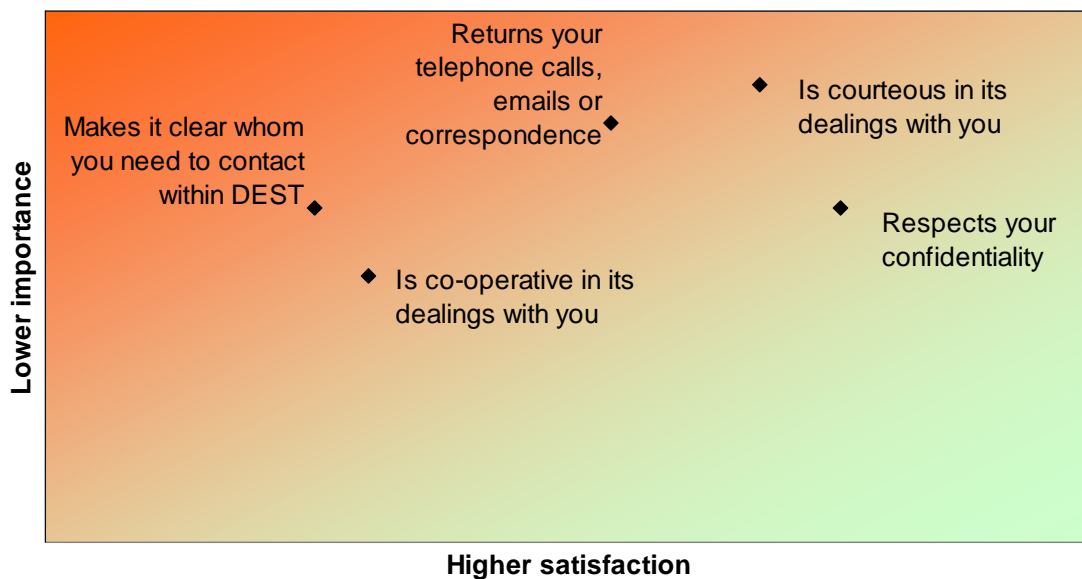 Returns your
telephone calls,
emails or
correspondence
Is courteous in its
dealings with you
Makes it clear whom
you need to contact
within DEST
Respects your
confidentiality
Is co-operative in its
dealings with you
Lower importance
Higher satisfaction